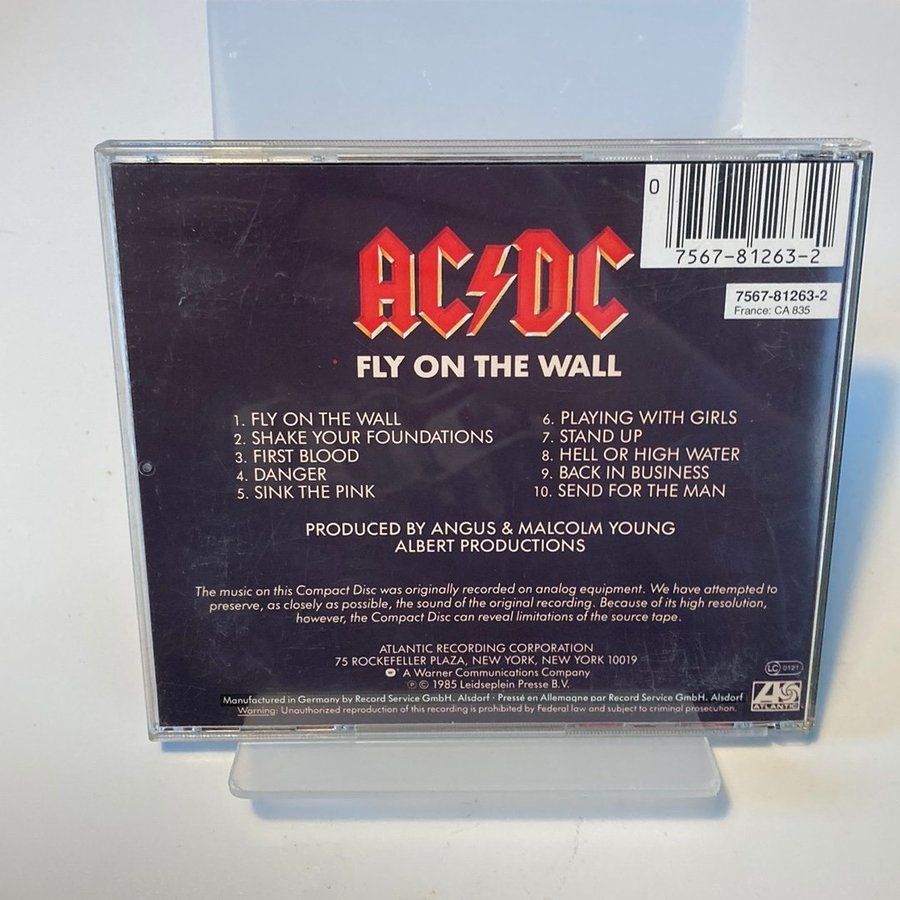 0
7567-81263-2
7567-81263-2
France: CA 835
AC DC
FLY ON THE WALL
1. FLY ON THE WALL
2. SHAKE YOUR FOUNDATIONS
3. FIRST BLOOD
4. DANGER
5. SINK THE PINK
6. PLAYING WITH GIRLS
7. STAND UP
8. HELL OR HIGH WATER
9. BACK IN BUSINESS
10. SEND FOR THE MAN
PRODUCED BY ANGUS & MALCOLM YOUNG
ALBERT PRODUCTIONS
The music on this Compact Disc was originally recorded on analog equipment. We have attempted to
preserve, as closely as possible, the sound of the original recording. Because of its high resolution,
however, the Compact Disc can reveal limitations of the source tape.
ATLANTIC RECORDING CORPORATION
75 ROCKEFELLER PLAZA, NEW YORK, NEW YORK 10019
A Warner Communications Company
℗ © 1985 Leidseplein Presse B.V.
Manufactured in Germany by Record Service GmbH. Alsdorf · Pressé en Allemagne par Record Service GmbH. Alsdorf
Warning: Unauthorized reproduction of this recording is prohibited by Federal law and subject to criminal prosecution.
LC 0121
ATLANTIC